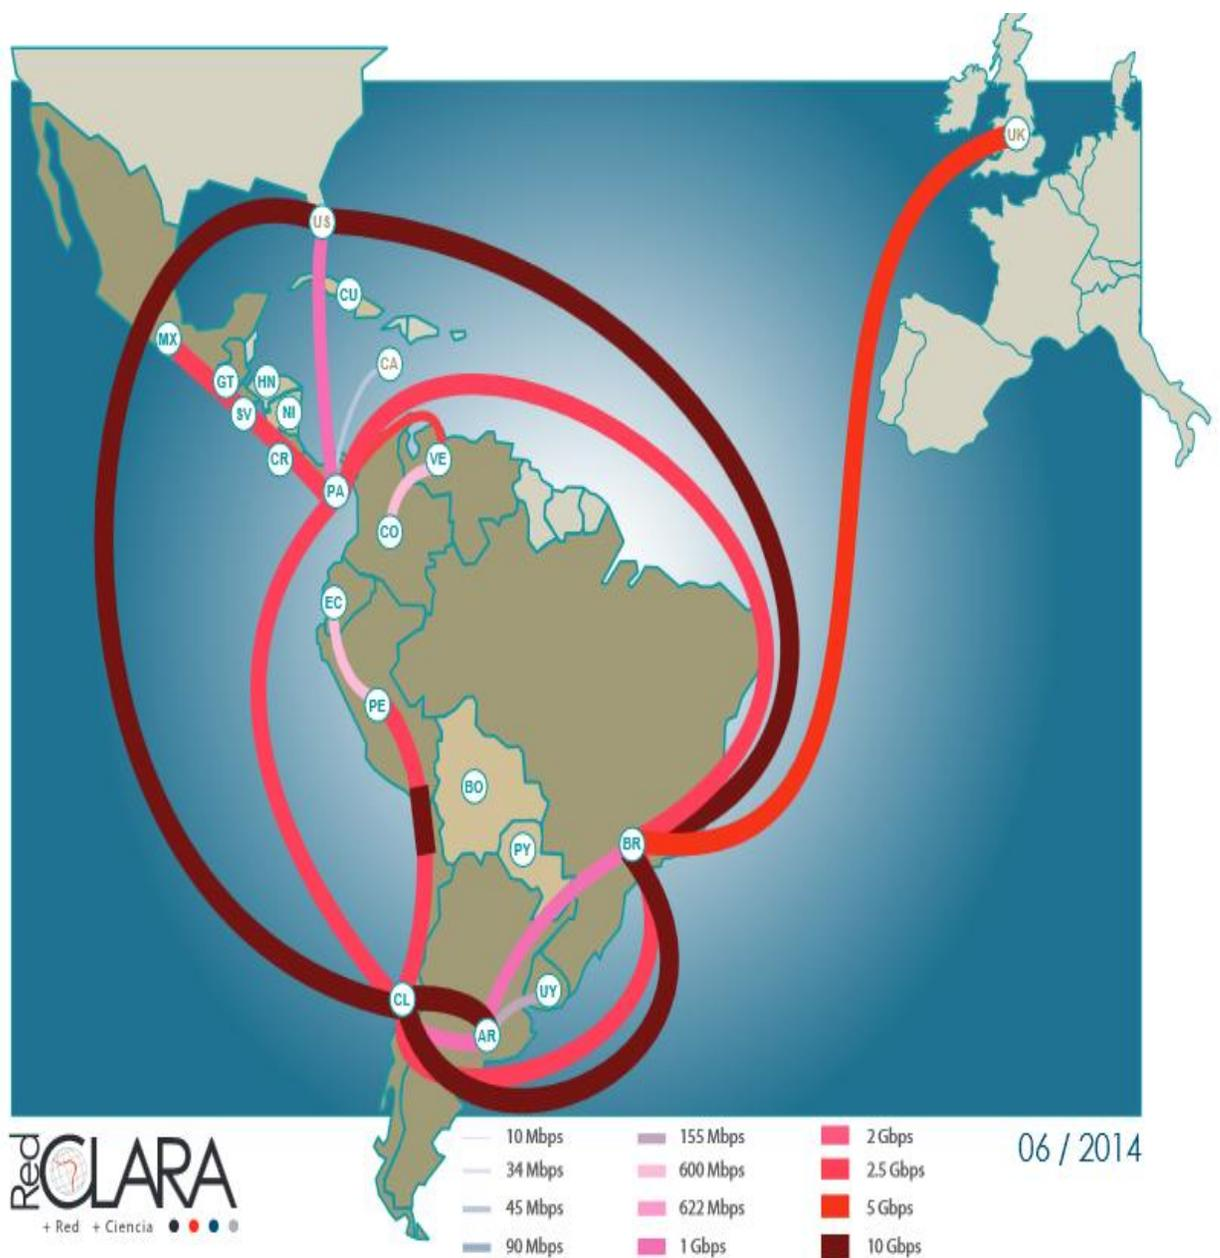 UK
US
CU
MX
CA
GT
HN
SV
NI
CR
VE
PA
CO
EC
PE
BO
BR
PY
CL
UY
AR
10 Mbps
34 Mbps
45 Mbps
90 Mbps
155 Mbps
600 Mbps
622 Mbps
1 Gbps
2 Gbps
2.5 Gbps
5 Gbps
10 Gbps
06 / 2014
Red CLARA
+ Red + Ciencia